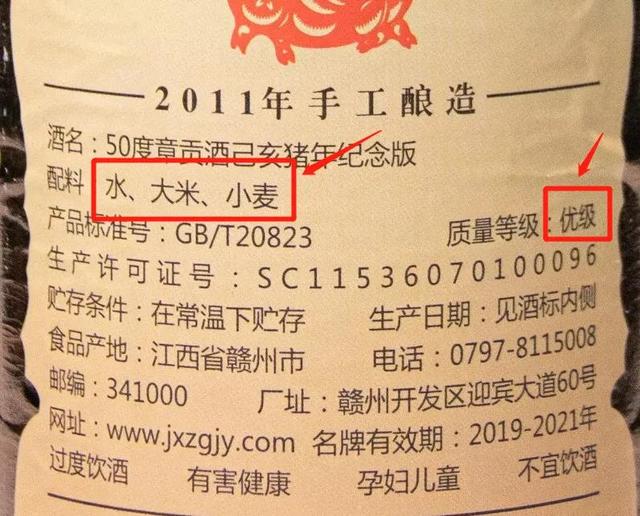 2011年手工酿造
酒名：50度章贡酒己亥猪年纪念版
配料 水、大米、小麦
产品标准号：GB/T20823 质量等级：优级
生产许可证号：SC11536070100096
贮存条件：在常温下贮存 生产日期：见酒标内侧
食品产地：江西省赣州市 电话：0797-8115008
邮编：341000 厂址：赣州开发区迎宾大道60号
网址：www.jxzgjy.com 名牌有效期：2019-2021年
过度饮酒 有害健康 孕妇儿童 不宜饮酒